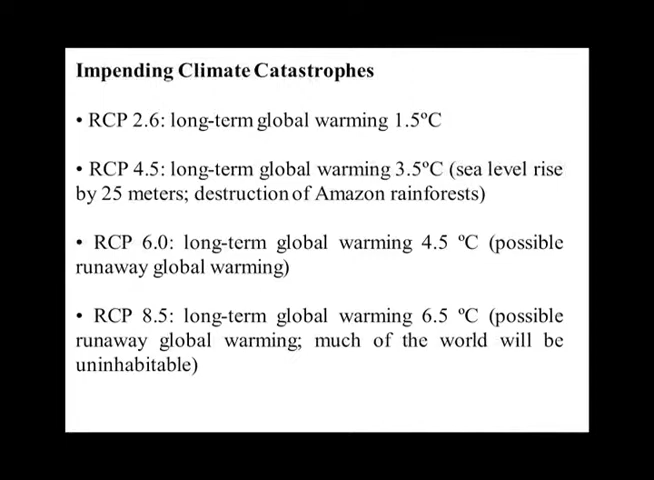 Impending Climate Catastrophes
• RCP 2.6: long-term global warming 1.5ºC
• RCP 4.5: long-term global warming 3.5ºC (sea level rise
by 25 meters; destruction of Amazon rainforests)
• RCP 6.0: long-term global warming 4.5 ºC (possible
runaway global warming)
• RCP 8.5: long-term global warming 6.5 ºC (possible
runaway global warming; much of the world will be
uninhabitable)